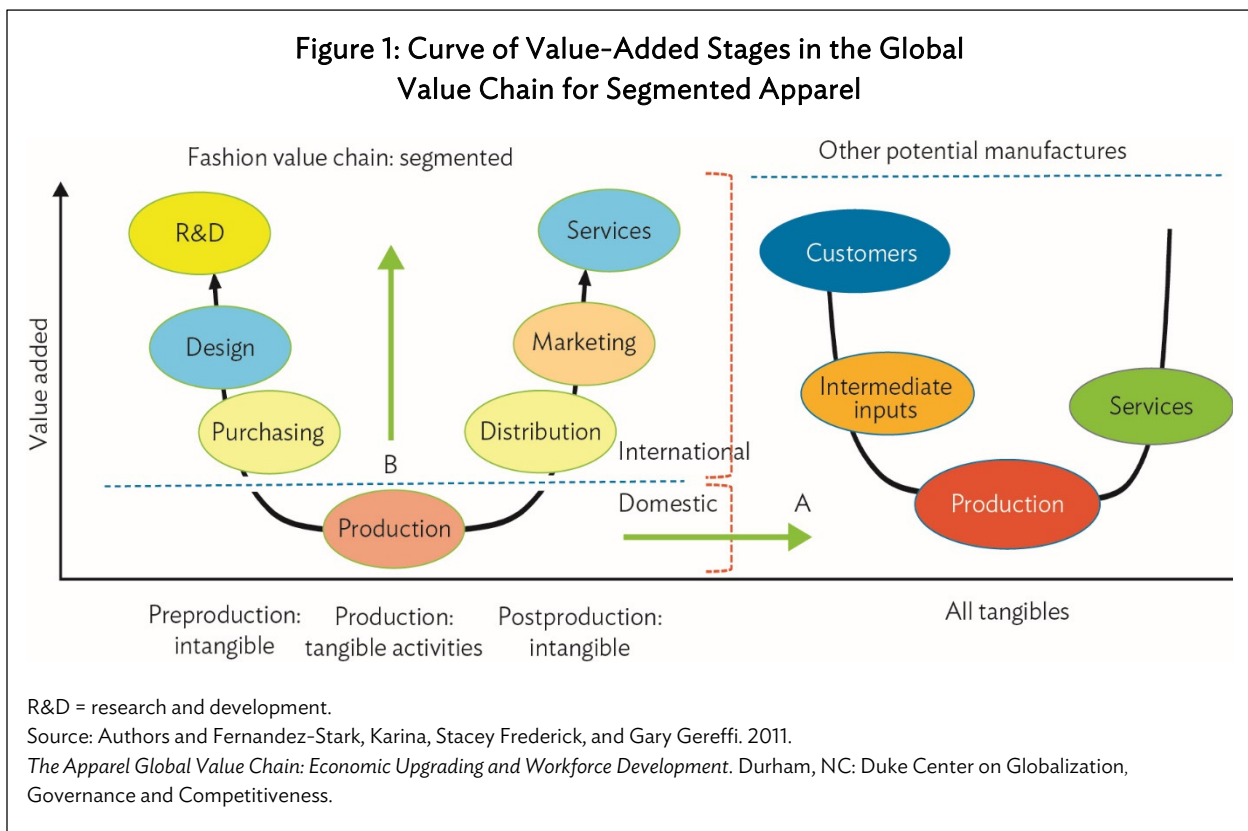 Figure 1: Curve of Value-Added Stages in the Global
Value Chain for Segmented Apparel
Fashion value chain: segmented
Other potential manufactures
Value added
R&D
Design
Purchasing
B
Production
Services
Marketing
Distribution
International
Domestic
A
Customers
Intermediate
inputs
Services
Production
Preproduction:
intangible
Production:
tangible activities
Postproduction:
intangible
All tangibles
R&D = research and development.
Source: Authors and Fernandez-Stark, Karina, Stacey Frederick, and Gary Gereffi. 2011.
The Apparel Global Value Chain: Economic Upgrading and Workforce Development. Durham, NC: Duke Center on Globalization,
Governance and Competitiveness.